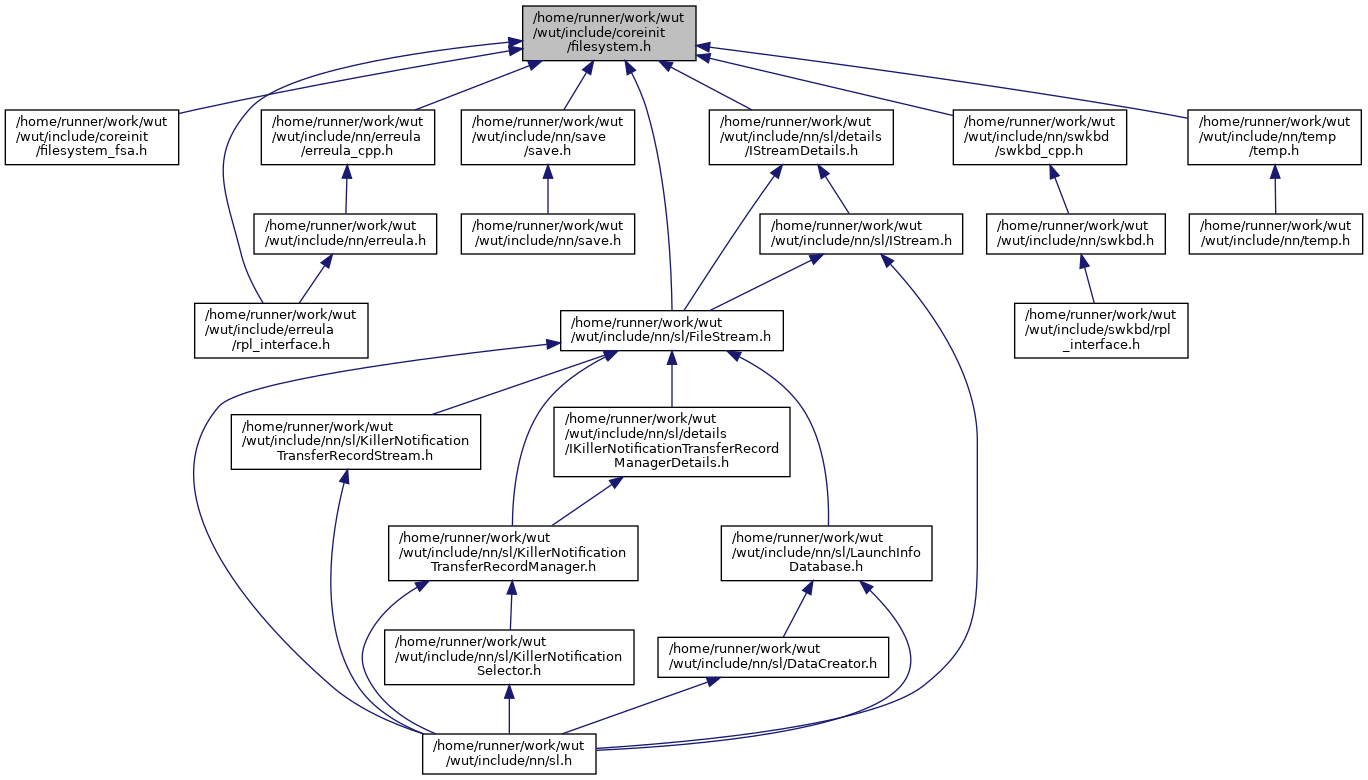 /home/runner/work/wut
/wut/include/coreinit
/filesystem.h
/home/runner/work/wut
/wut/include/coreinit
/filesystem_fsa.h
/home/runner/work/wut
/wut/include/nn/erreula
/erreula_cpp.h
/home/runner/work/wut
/wut/include/nn/save
/save.h
/home/runner/work/wut
/wut/include/nn/sl/details
/IStreamDetails.h
/home/runner/work/wut
/wut/include/nn/swkbd
/swkbd_cpp.h
/home/runner/work/wut
/wut/include/nn/temp
/temp.h
/home/runner/work/wut
/wut/include/nn/erreula.h
/home/runner/work/wut
/wut/include/nn/save.h
/home/runner/work/wut
/wut/include/nn/sl/IStream.h
/home/runner/work/wut
/wut/include/nn/swkbd.h
/home/runner/work/wut
/wut/include/nn/temp.h
/home/runner/work/wut
/wut/include/erreula
/rpl_interface.h
/home/runner/work/wut
/wut/include/nn/sl/FileStream.h
/home/runner/work/wut
/wut/include/swkbd/rpl
_interface.h
/home/runner/work/wut
/wut/include/nn/sl/KillerNotification
TransferRecordStream.h
/home/runner/work/wut
/wut/include/nn/sl/details
/IKillerNotificationTransferRecord
ManagerDetails.h
/home/runner/work/wut
/wut/include/nn/sl/KillerNotification
TransferRecordManager.h
/home/runner/work/wut
/wut/include/nn/sl/LaunchInfo
Database.h
/home/runner/work/wut
/wut/include/nn/sl/KillerNotification
Selector.h
/home/runner/work/wut
/wut/include/nn/sl/DataCreator.h
/home/runner/work/wut
/wut/include/nn/sl.h